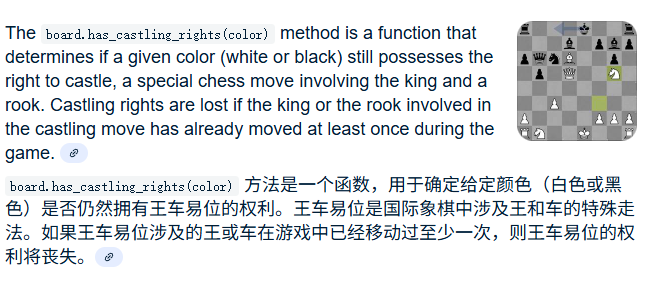 The board.has_castling_rights(color) method is a function that
determines if a given color (white or black) still possesses the
right to castle, a special chess move involving the king and a
rook. Castling rights are lost if the king or the rook involved in
the castling move has already moved at least once during the
game.
board.has_castling_rights(color) 方法是一个函数，用于确定给定颜色（白色或黑
色）是否仍然拥有王车易位的权利。王车易位是国际象棋中涉及王和车的特殊走
法。如果王车易位涉及的王或车在游戏中已经移动过至少一次，则王车易位的权
利将丧失。